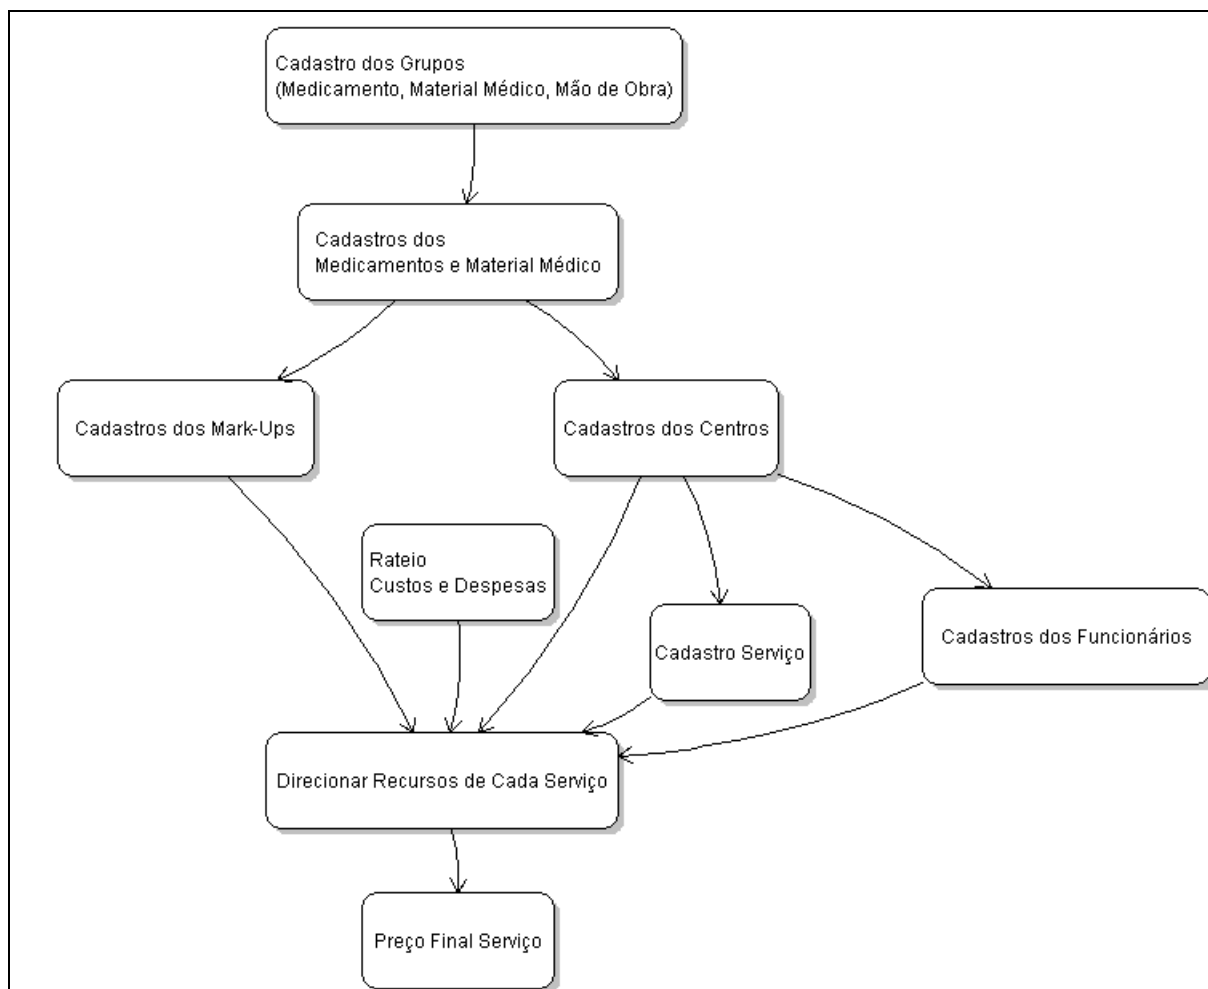 Cadastro dos Grupos
(Medicamento, Material Médico, Mão de Obra)
Cadastros dos
Medicamentos e Material Médico
Cadastros dos Mark-Ups
Cadastros dos Centros
Rateio
Custos e Despesas
Cadastro Serviço
Cadastros dos Funcionários
Direcionar Recursos de Cada Serviço
Preço Final Serviço